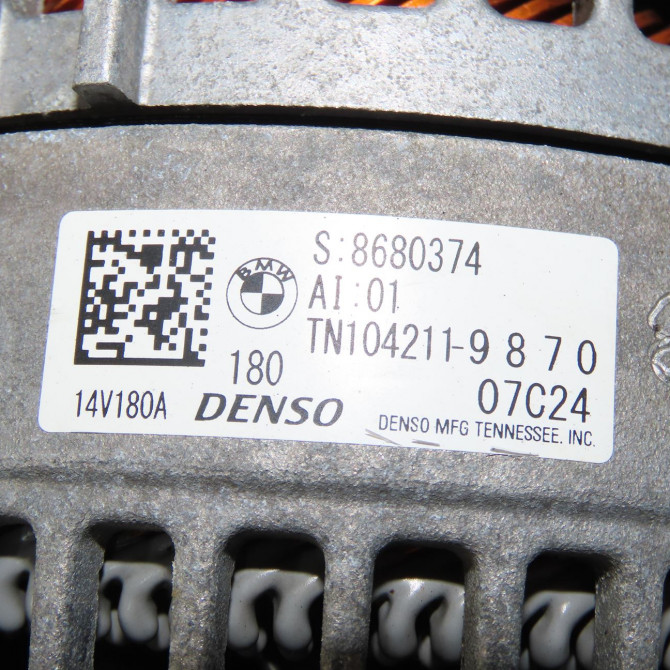 BMW
S:8680374
AI:01
TN104211-9870
180
07C24
14V180A
DENSO
DENSO MFG TENNESSEE, INC.